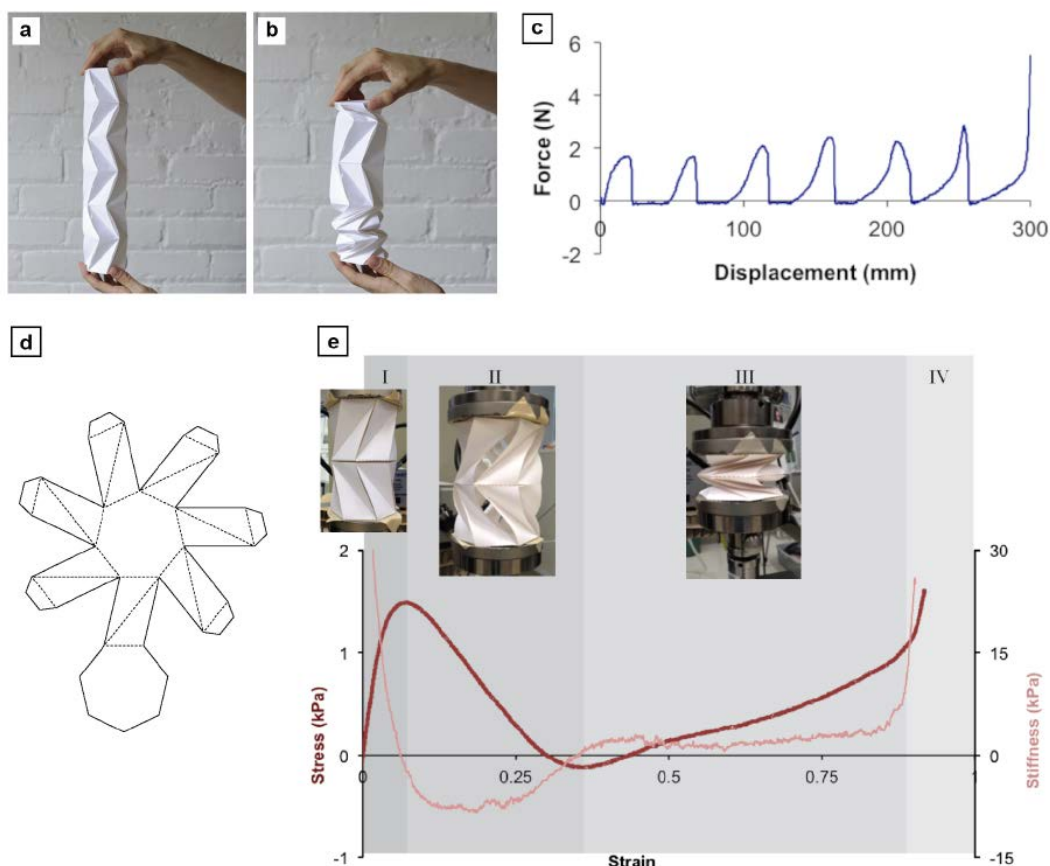 a
b
c
6
4
2
0
-2
0
100
200
300
Force (N)
Displacement (mm)
d
e
I
II
III
IV
2
1
0
-1
0
0.25
0.5
0.75
1
30
15
0
-15
Stress (kPa)
Stiffness (kPa)
Strain